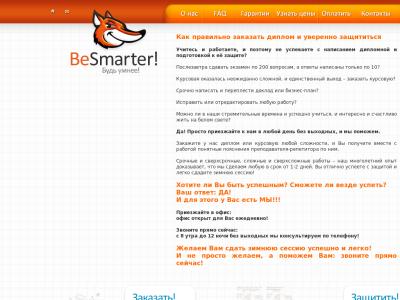 О нас FAQ Гарантии Узнать цены Оплатить Контакты
BeSmarter!
Будь умнее!
Как правильно заказать диплом и уверенно защититься
Учитесь и работаете, и поэтому не успеваете с написанием дипломной и
подготовкой к её защите?
Послезавтра сдавать экзамен по 200 вопросам, а ответы написаны только по 10?
Курсовая оказалась неожиданно сложной, и единственный выход – заказать курсовую?
Срочно написать и переплести доклад или бизнес-план?
Исправить или отредактировать любую работу?
Можно ли в наши стремительные времена и успешно учиться, и интересно и счастливо
жить на белом свете?
Да! Просто приезжайте к нам в любой день без выходных, и мы поможем.
Закажите у нас диплом или курсовую любой сложности, и Вы получите вместе с
работой понятные пояснения преподавателя-репетитора по ним.
Срочные и сверхсрочные, сложные и сверхсложные работы – наш многолетний опыт
доказывает, что мы сделаем любую в срок от 1-2 дней. Вы отлично успеете с защитой и
легко сдадите зимнюю сессию!
Хотите ли Вы быть успешным? Сможете ли везде успеть?
Ваш ответ: ДА!
И для этого у Вас есть МЫ!!!
Приезжайте в офис:
офис открыт для Вас ежедневно!
Звоните прямо сейчас:
с 8 утра до 12 ночи без выходных мы консультируем по телефону!
Желаем Вам сдать зимнюю сессию успешно и легко!
И не просто желаем, а поможем Вам: звоните прямо
сейчас!
Заказать! Защитить!